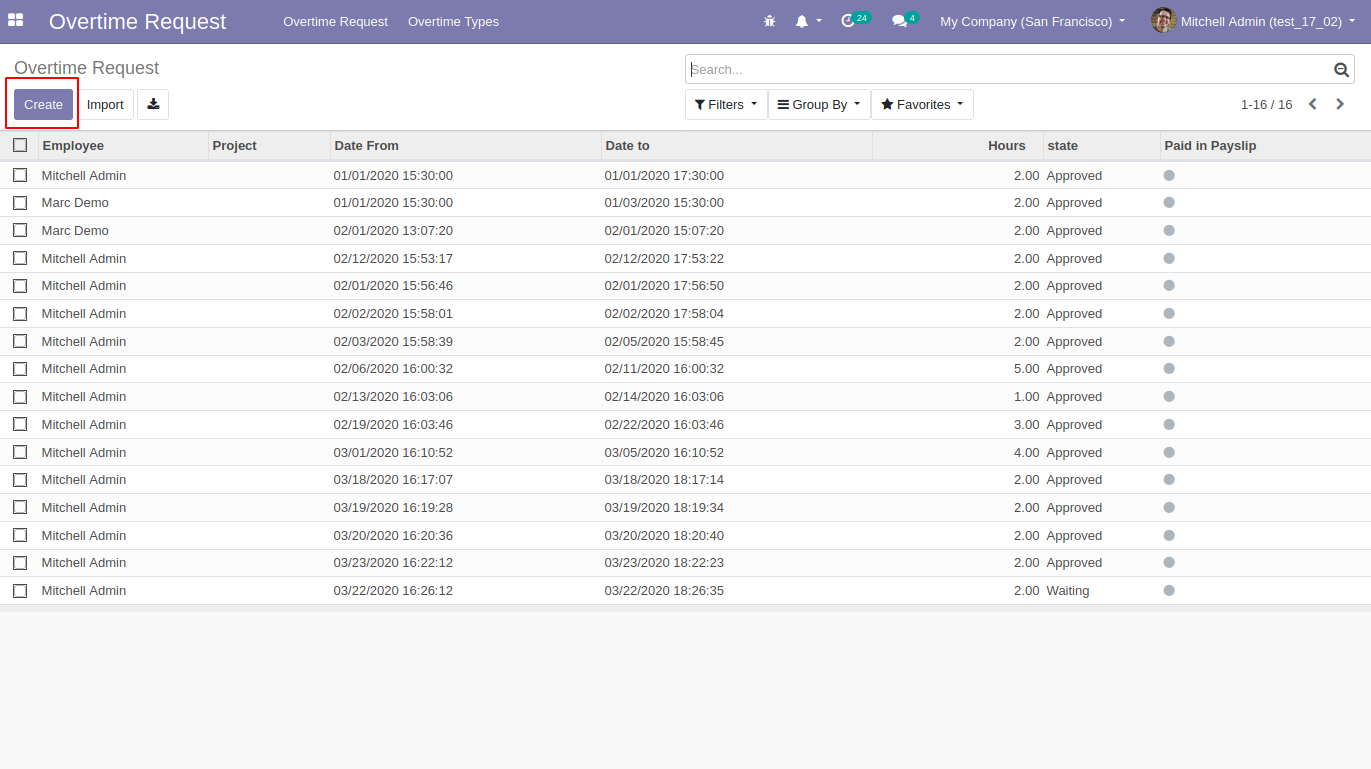 Overtime Request Overtime Request Overtime Types 24 4 My Company (San Francisco) Mitchell Admin (test_17_02)
Overtime Request Search...
Create Import Filters Group By Favorites 1-16 / 16
Employee Project Date From Date to Hours state Paid in Payslip
Mitchell Admin 01/01/2020 15:30:00 01/01/2020 17:30:00 2.00 Approved
Marc Demo 01/01/2020 15:30:00 01/03/2020 15:30:00 2.00 Approved
Marc Demo 02/01/2020 13:07:20 02/01/2020 15:07:20 2.00 Approved
Mitchell Admin 02/12/2020 15:53:17 02/12/2020 17:53:22 2.00 Approved
Mitchell Admin 02/01/2020 15:56:46 02/01/2020 17:56:50 2.00 Approved
Mitchell Admin 02/02/2020 15:58:01 02/02/2020 17:58:04 2.00 Approved
Mitchell Admin 02/03/2020 15:58:39 02/05/2020 15:58:45 2.00 Approved
Mitchell Admin 02/06/2020 16:00:32 02/11/2020 16:00:32 5.00 Approved
Mitchell Admin 02/13/2020 16:03:06 02/14/2020 16:03:06 1.00 Approved
Mitchell Admin 02/19/2020 16:03:46 02/22/2020 16:03:46 3.00 Approved
Mitchell Admin 03/01/2020 16:10:52 03/05/2020 16:10:52 4.00 Approved
Mitchell Admin 03/18/2020 16:17:07 03/18/2020 18:17:14 2.00 Approved
Mitchell Admin 03/19/2020 16:19:28 03/19/2020 18:19:34 2.00 Approved
Mitchell Admin 03/20/2020 16:20:36 03/20/2020 18:20:40 2.00 Approved
Mitchell Admin 03/23/2020 16:22:12 03/23/2020 18:22:23 2.00 Approved
Mitchell Admin 03/22/2020 16:26:12 03/22/2020 18:26:35 2.00 Waiting